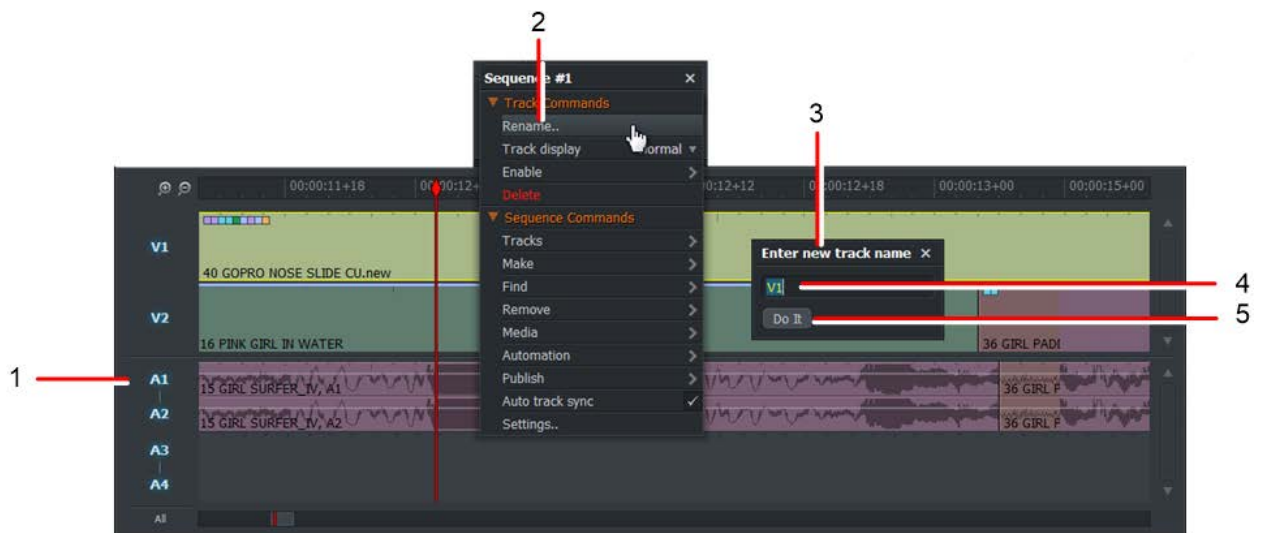 2
Sequence #1 ×
Track Commands
Rename..
Track display
Enable
Delete
Sequence Commands
Tracks
Make
Find
Remove
Media
Automation
Publish
Auto track sync
Settings..
3
Enter new track name ×
V1
Do It
4
5
1
00:00:11+18
00:00:12+12
00:00:12+18
00:00:13+00
00:00:15+00
V1
40 GOPRO NOSE SLIDE CU.new
V2
16 PINK GIRL IN WATER
36 GIRL PADI
A1
15 GIRL SURFER_IV, A1
36 GIRL F
A2
15 GIRL SURFER_IV, A2
36 GIRL F
A3
A4
All